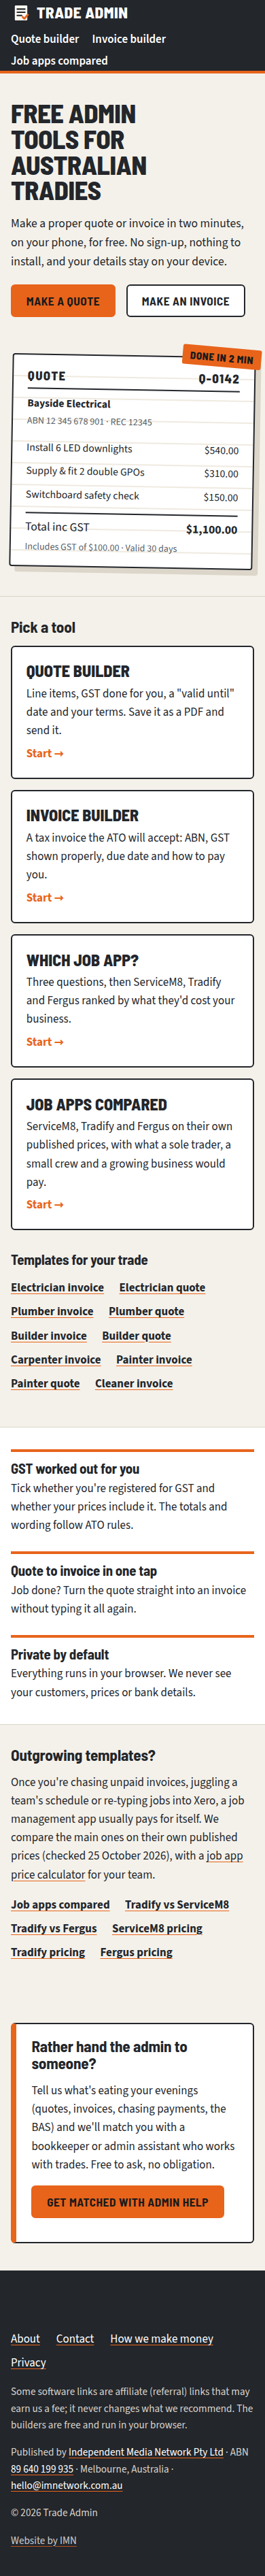 TRADE ADMIN
Quote builder Invoice builder
Job apps compared
FREE ADMIN
TOOLS FOR
AUSTRALIAN
TRADIES
Make a proper quote or invoice in two minutes,
on your phone, for free. No sign-up, nothing to
install, and your details stay on your device.
MAKE A QUOTE MAKE AN INVOICE
DONE IN 2 MIN
QUOTE Q-0142
Bayside Electrical
ABN 12 345 678 901 · REC 12345
Install 6 LED downlights $540.00
Supply & fit 2 double GPOs $310.00
Switchboard safety check $150.00
Total inc GST $1,100.00
Includes GST of $100.00 · Valid 30 days
Pick a tool
QUOTE BUILDER
Line items, GST done for you, a "valid until"
date and your terms. Save it as a PDF and
send it.
Start →
INVOICE BUILDER
A tax invoice the ATO will accept: ABN, GST
shown properly, due date and how to pay
you.
Start →
WHICH JOB APP?
Three questions, then ServiceM8, Tradify
and Fergus ranked by what they'd cost your
business.
Start →
JOB APPS COMPARED
ServiceM8, Tradify and Fergus on their own
published prices, with what a sole trader, a
small crew and a growing business would
pay.
Start →
Templates for your trade
Electrician invoice Electrician quote
Plumber invoice Plumber quote
Builder invoice Builder quote
Carpenter invoice Painter invoice
Painter quote Cleaner invoice
GST worked out for you
Tick whether you're registered for GST and
whether your prices include it. The totals and
wording follow ATO rules.
Quote to invoice in one tap
Job done? Turn the quote straight into an invoice
without typing it all again.
Private by default
Everything runs in your browser. We never see
your customers, prices or bank details.
Outgrowing templates?
Once you're chasing unpaid invoices, juggling a
team's schedule or re-typing jobs into Xero, a job
management app usually pays for itself. We
compare the main ones on their own published
prices (checked 25 October 2026), with a job app
price calculator for your team.
Job apps compared Tradify vs ServiceM8
Tradify vs Fergus ServiceM8 pricing
Tradify pricing Fergus pricing
Rather hand the admin to
someone?
Tell us what's eating your evenings
(quotes, invoices, chasing payments, the
BAS) and we'll match you with a
bookkeeper or admin assistant who works
with trades. Free to ask, no obligation.
GET MATCHED WITH ADMIN HELP
About Contact How we make money
Privacy
Some software links are affiliate (referral) links that may
earn us a fee; it never changes what we recommend. The
builders are free and run in your browser.
Published by Independent Media Network Pty Ltd · ABN
89 640 199 935 · Melbourne, Australia ·
hello@imnetwork.com.au
© 2026 Trade Admin
Website by IMN